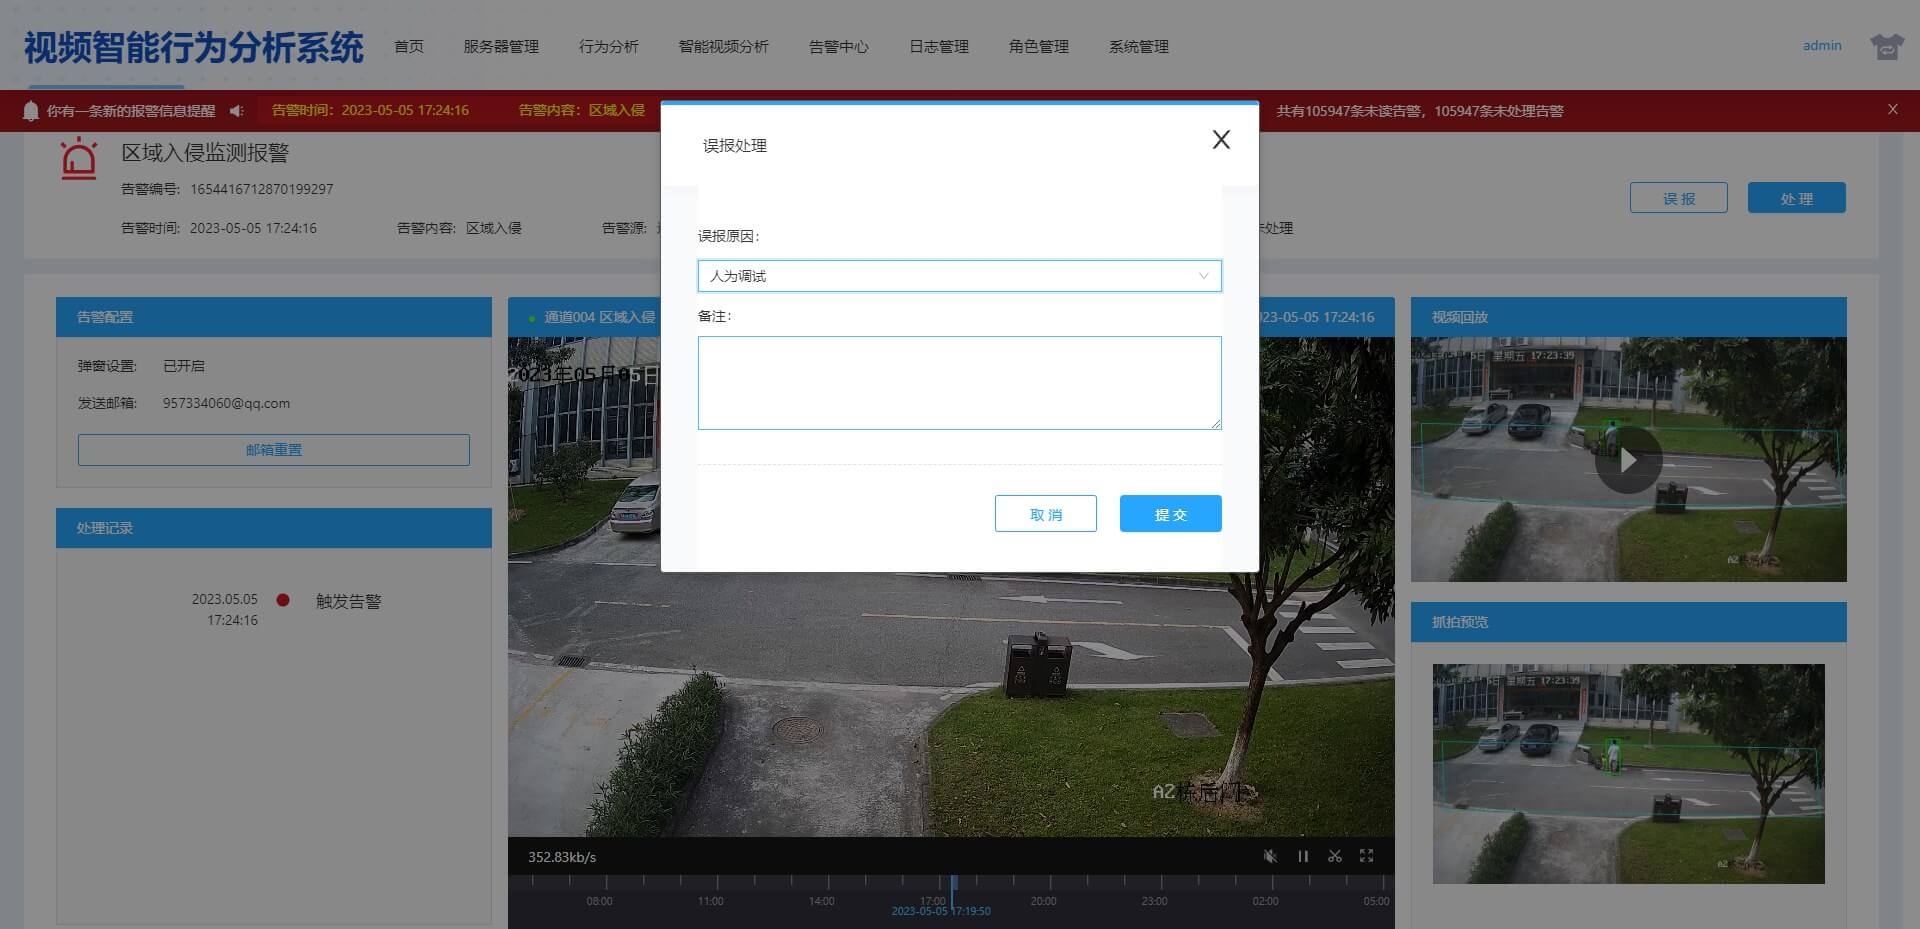 视频智能行为分析系统 首页 服务器管理 行为分析 智能视频分析 告警中心 日志管理 角色管理 系统管理 admin
你有一条新的报警信息提醒 告警时间：2023-05-05 17:24:16 告警内容：区域入侵 共有105947条未读告警，105947条未处理告警 X
区域入侵监测报警
告警编号: 1654416712870199297
误报 处理
告警时间: 2023-05-05 17:24:16 告警内容: 区域入侵 告警源: 未处理
误报处理 X
误报原因:
人为调试
备注:
取消 提交
告警配置
弹窗设置: 已开启
发送邮箱: 957334060@qq.com
邮箱重置
处理记录
2023.05.05
17:24:16
触发告警
通道004 区域入侵 23-05-05 17:24:16
2023年05月05日
AZ栋后门
352.83kb/s
08:00 11:00 14:00 17:00 20:00 23:00 02:00 05:00
2023-05-05 17:19:50
视频回放
5日 星期五 17:23:39
AZ
抓拍预览
5日 星期五 17:23:39
AZ